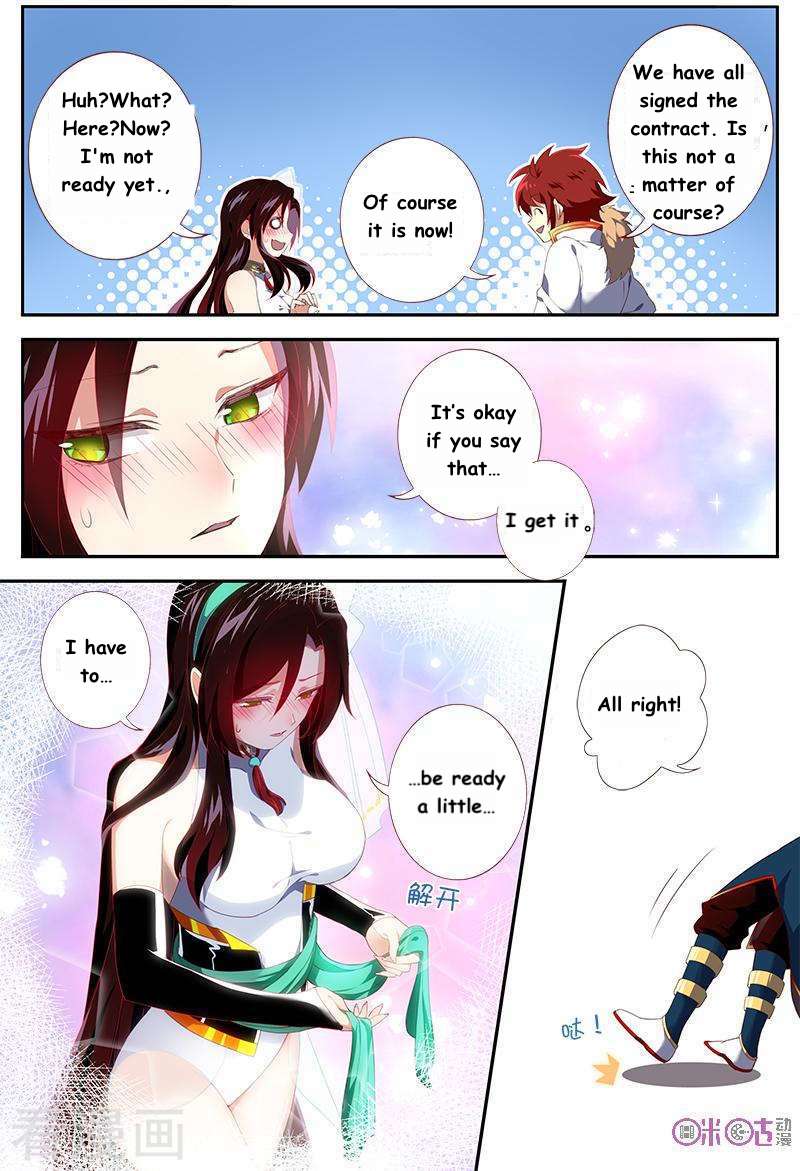 Huh?What?
Here?Now?
I'm not
ready yet.,
Of course
it is now!
We have all
signed the
contract. Is ,
this not a
matter of
course?
It's okay
if you say
that...
I get it。
I have
to...
...be ready
a little...
解开
All right!
哒！
看漫画
咪咕动漫